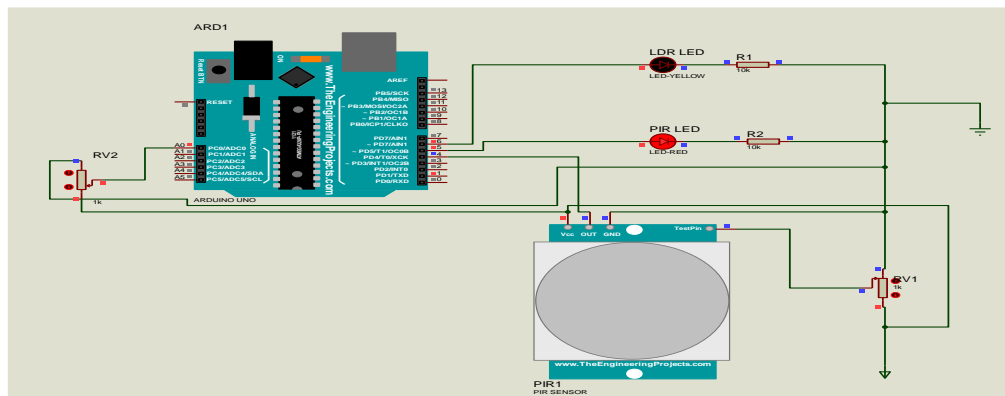 ARD1
ON
Reset BTN
www.TheEngineeringProjects.com
RESET
AREF
PB5/SCK 13
PB4/MISO 12
~ PB3/MOSI/OC2A 11
~ PB2/OC1B 10
~ PB1/OC1A 9
PB0/ICP1/CLKO 8
ANALOG IN
A0 PC0/ADC0
A1 PC1/ADC1
A2 PC2/ADC2
A3 PC3/ADC3
A4 PC4/ADC4/SDA
A5 PC5/ADC5/SCL
PD7/AIN1 7
~ PD7/AIN1 6
~ PD5/T1/OC0B 5
PD4/T0/XCK 4
~ PD3/INT1/OC2B 3
PD2/INT0 2
PD1/TXD 1
PD0/RXD 0
ARDUINO UNO
RV2
1k
LDR LED
LED-YELLOW
R1
10k
PIR LED
LED-RED
R2
10k
Vcc OUT GND TestPin
RV1
1k
www.TheEngineeringProjects.com
PIR1
PIR SENSOR